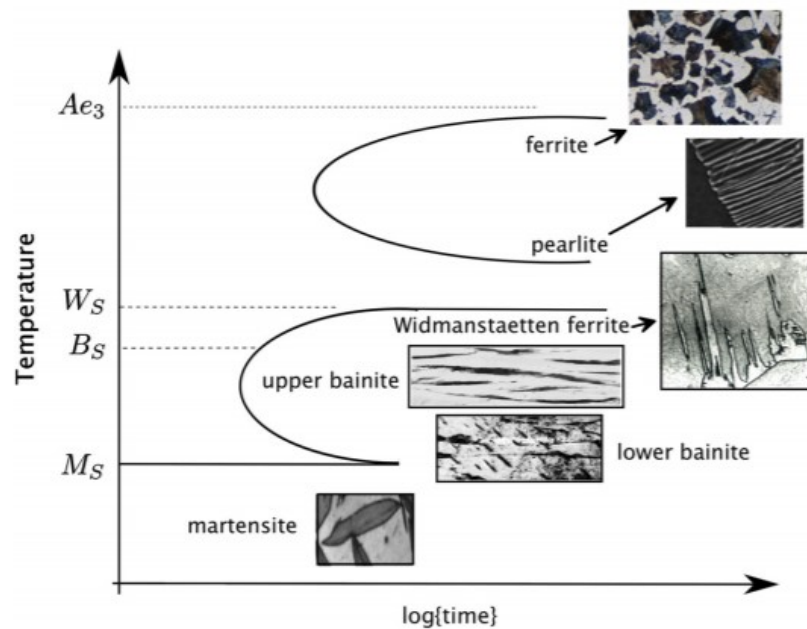 Ae3
ferrite
pearlite
Temperature
WS
Widmanstaetten ferrite
BS
upper bainite
lower bainite
MS
martensite
log{time}